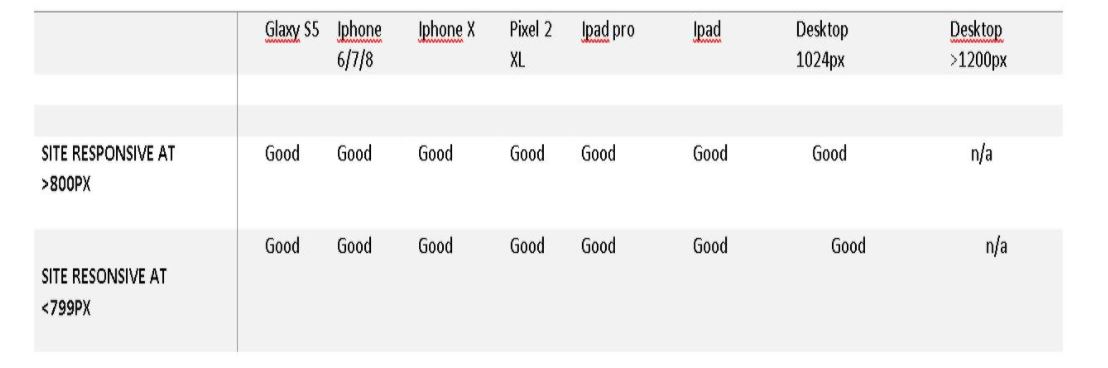 Glaxy S5 Iphone Iphone X Pixel 2 Ipad pro Ipad Desktop Desktop
6/7/8 XL 1024px >1200px
SITE RESPONSIVE AT Good Good Good Good Good Good Good n/a
>800PX
Good Good Good Good Good Good Good n/a
SITE RESONSIVE AT
<799PX